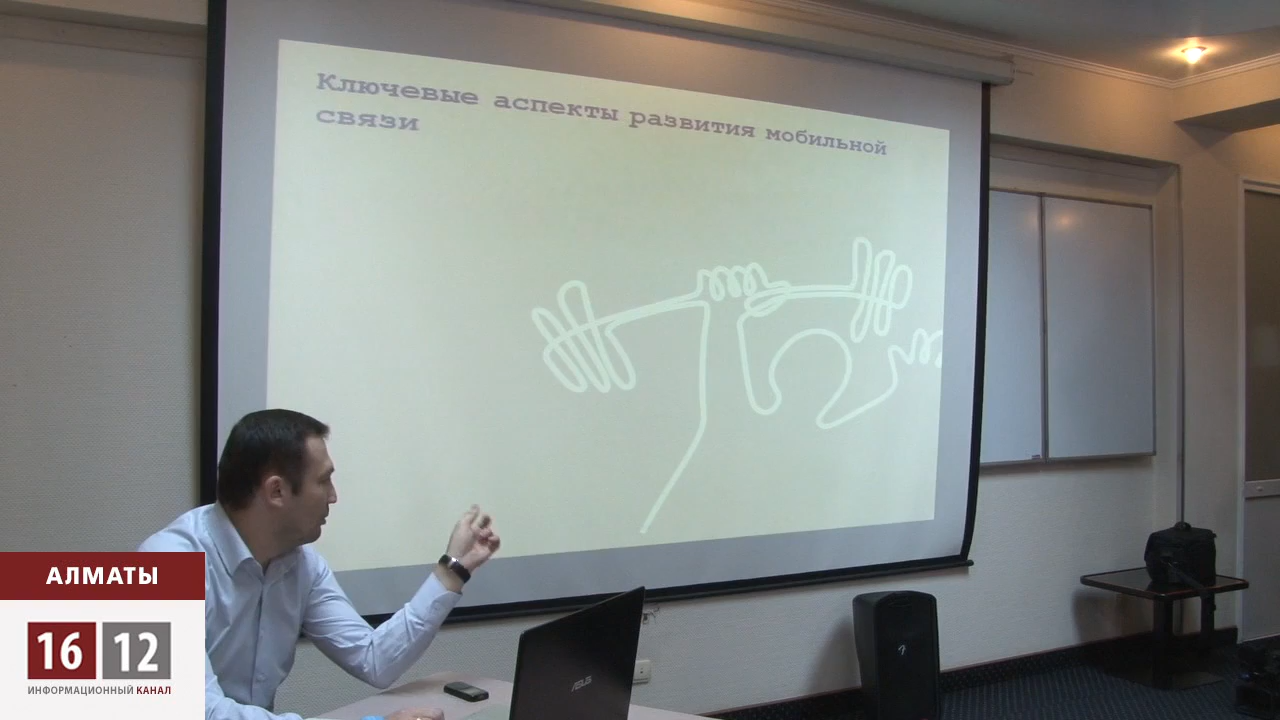 Ключевые аспекты развития мобильной
связи
АЛМАТЫ
16 12
ИНФОРМАЦИОННЫЙ КАНАЛ
ASUS